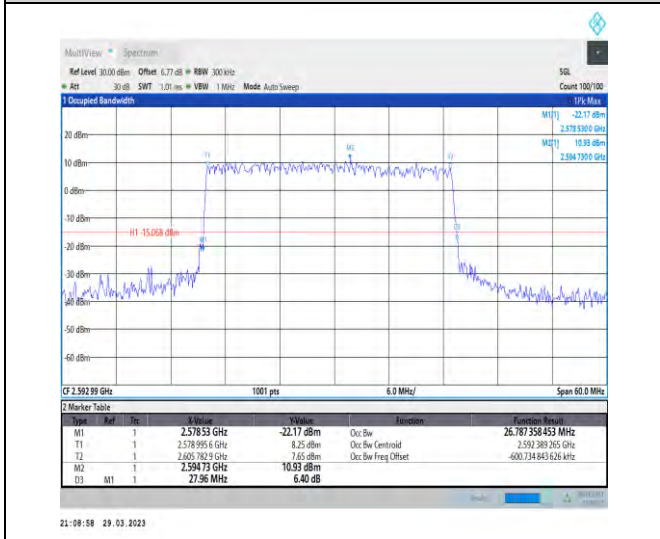 MultiView Spectrum
Ref Level 30.00 dBm Offset 6.77 dB RBW 300 kHz SGL
Att 30 dB SWT 1.01 ms VBW 1 MHz Mode Auto Sweep Count 100/100
1 Occupied Bandwidth 1Pk Max
M1[1] -22.17 dBm
2.578 5300 GHz
20 dBm M2[1] 10.93 dBm
2.594 7300 GHz
M2
T1 T2
10 dBm
0 dBm
-10 dBm
H1 -15.068 dBm
D3
M1
-20 dBm
-30 dBm
-40 dBm
-50 dBm
-60 dBm
CF 2.592 99 GHz 1001 pts 6.0 MHz/ Span 60.0 MHz
2 Marker Table
Type Ref Trc X-Value Y-Value Function Function Result
M1 1 2.578 53 GHz -22.17 dBm Occ Bw 26.787 358 453 MHz
T1 1 2.578 995 6 GHz 8.25 dBm Occ Bw Centroid 2.592 389 265 GHz
T2 1 2.605 782 9 GHz 7.65 dBm Occ Bw Freq Offset -600.734 843 626 kHz
M2 1 2.594 73 GHz 10.93 dBm
D3 M1 1 27.96 MHz 6.40 dB
21:08:58 29.03.2023